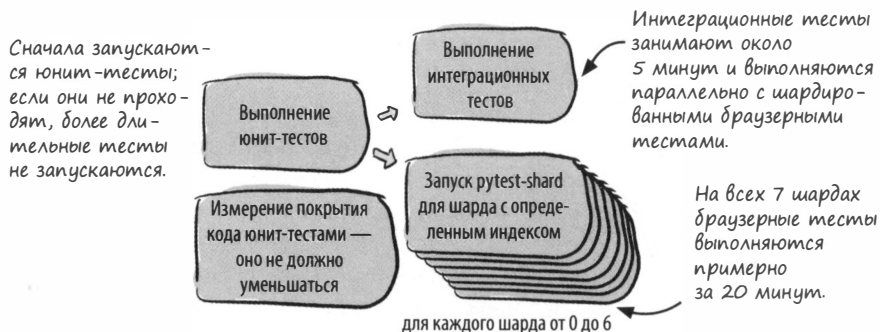 Сначала запускают-
ся юнит-тесты;
если они не прохо-
дят, более дли-
тельные тесты
не запускаются.
Выполнение
юнит-тестов
Выполнение
интеграционных
тестов
Интеграционные тесты
занимают около
5 минут и выполняются
параллельно с шардиро-
ванными браузерными
тестами.
Измерение покрытия
кода юнит-тестами —
оно не должно
уменьшаться
Запуск pytest-shard
для шарда с опреде-
ленным индексом
На всех 7 шардах
браузерные тесты
выполняются
примерно
за 20 минут.
для каждого шарда от 0 до 6